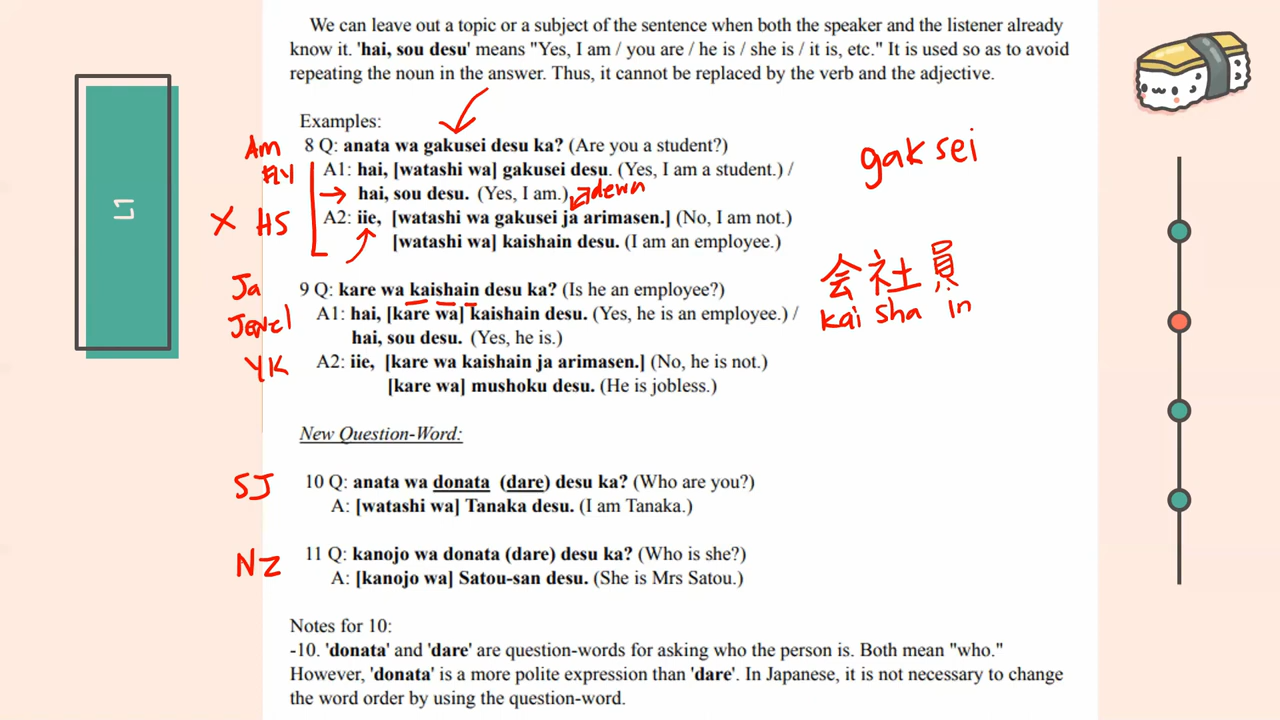 We can leave out a topic or a subject of the sentence when both the speaker and the listener already
know it. 'hai, sou desu' means "Yes, I am / you are / he is / she is / it is, etc." It is used so as to avoid
repeating the noun in the answer. Thus, it cannot be replaced by the verb and the adjective.
L1
Examples:
Am 8 Q: anata wa gakusei desu ka? (Are you a student?)
gak sei
A1: hai, [watashi wa] gakusei desu. (Yes, I am a student.) /
hai, sou desu. (Yes, I am.)
dewa
X HS A2: iie, [watashi wa gakusei ja arimasen.] (No, I am not.)
[watashi wa] kaishain desu. (I am an employee.)
会社員
kai sha in
Ja 9 Q: kare wa kaishain desu ka? (Is he an employee?)
A1: hai, [kare wa] kaishain desu. (Yes, he is an employee.) /
hai, sou desu. (Yes, he is.)
YK A2: iie, [kare wa kaishain ja arimasen.] (No, he is not.)
[kare wa] mushoku desu. (He is jobless.)
New Question-Word:
SJ 10 Q: anata wa donata (dare) desu ka? (Who are you?)
A: [watashi wa] Tanaka desu. (I am Tanaka.)
NZ 11 Q: kanojo wa donata (dare) desu ka? (Who is she?)
A: [kanojo wa] Satou-san desu. (She is Mrs Satou.)
Notes for 10:
-10. 'donata' and 'dare' are question-words for asking who the person is. Both mean "who."
However, 'donata' is a more polite expression than 'dare'. In Japanese, it is not necessary to change
the word order by using the question-word.